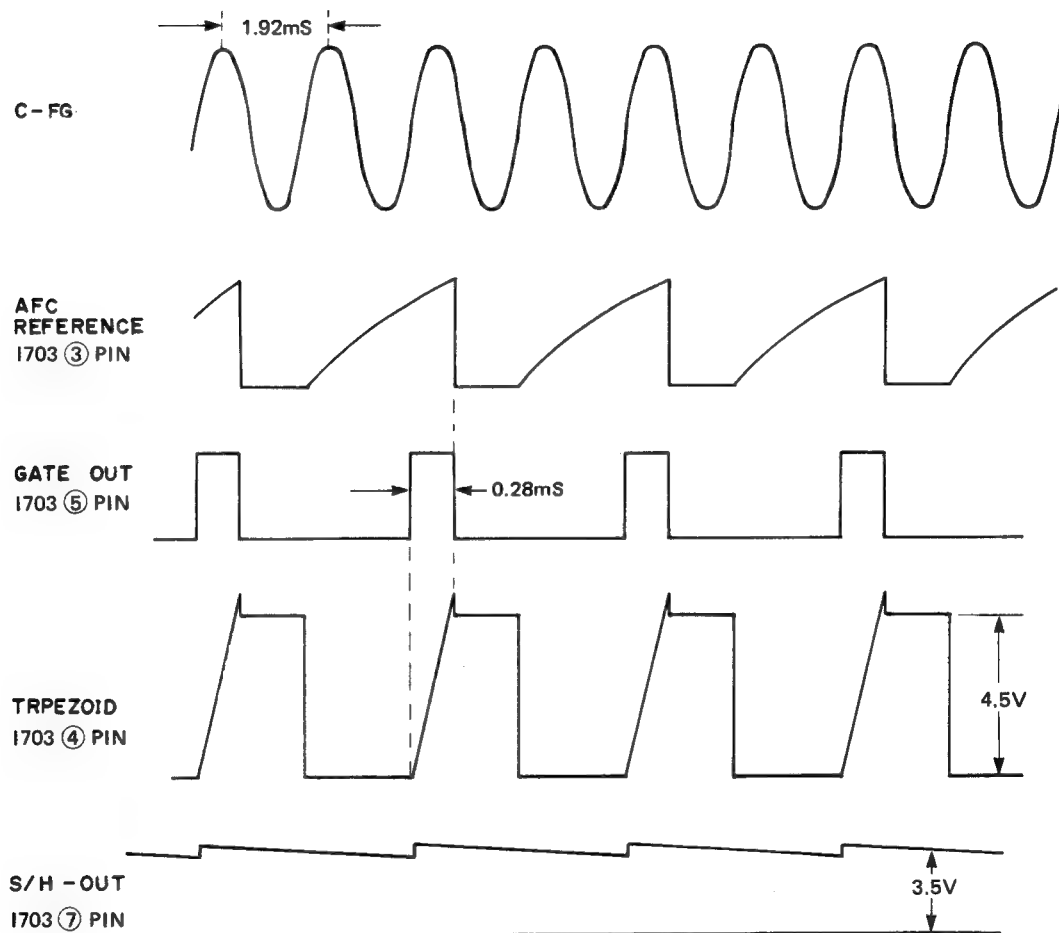 1.92mS
C-FG
AFC
REFERENCE
1703 ③ PIN
GATE OUT
1703 ⑤ PIN
0.28mS
TRPEZOID
1703 ④ PIN
4.5V
S/H-OUT
1703 ⑦ PIN
3.5V